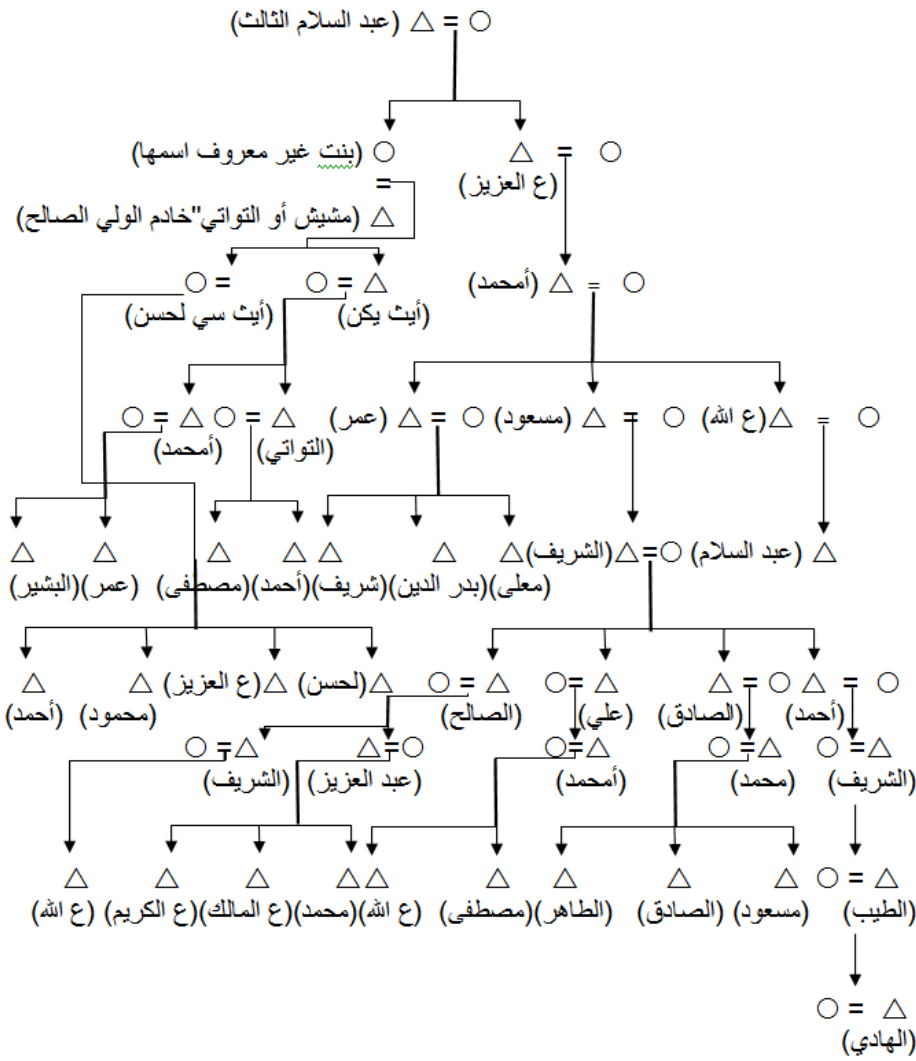 (عبد السلام الثالث)
(بنت غير معروف اسمها)
(ع العزيز)
(مشيش أو التواتي"خادم الولي الصالح)
(أمحمد)
(أيث يكن) (أيث سي لحسن)
(ع الله) (مسعود) (عمر)
(التواتي) (أمحمد)
(عبد السلام) (الشريف)
(معلى) (بدر الدين) (شريف) (أحمد) (مصطفى) (عمر) (البشير)
(لحسن) (ع العزيز)
(أحمد) (الصادق) (علي) (الصالح) (محمود) (أحمد)
(الشريف) (محمد) (أمحمد) (عبد العزيز) (الشريف)
(الطيب) (مسعود) (الصادق) (الطاهر) (مصطفى) (ع الله) (محمد) (ع المالك) (ع الكريم) (ع الله)
(الهادي)